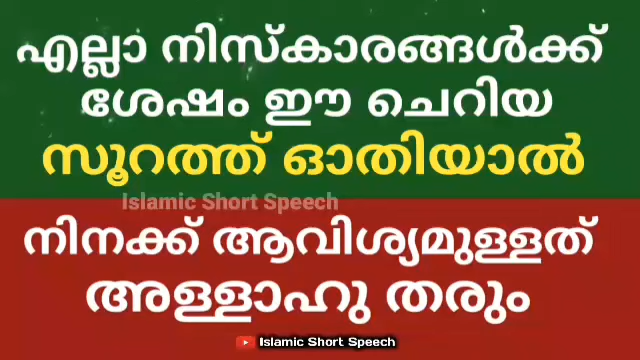 എല്ലാ നിസ്കാരങ്ങൾക്ക്
ശേഷം ഈ ചെറിയ
സൂറത്ത് ഓതിയാൽ
Islamic Short Speech
നിനക്ക് ആവിശ്യമുള്ളത്
അള്ളാഹു തരും
Islamic Short Speech